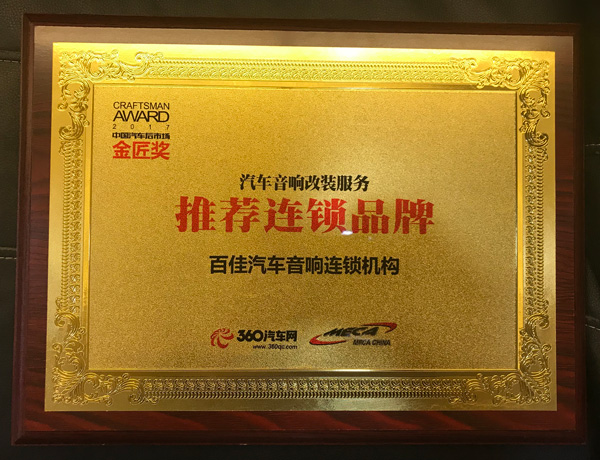 CRAFTSMAN
AWARD
2017
中国汽车后市场
金匠奖
汽车音响改装服务
推荐连锁品牌
百佳汽车音响连锁机构
360汽车网
www.360qc.com
MECA
MECA CHINA